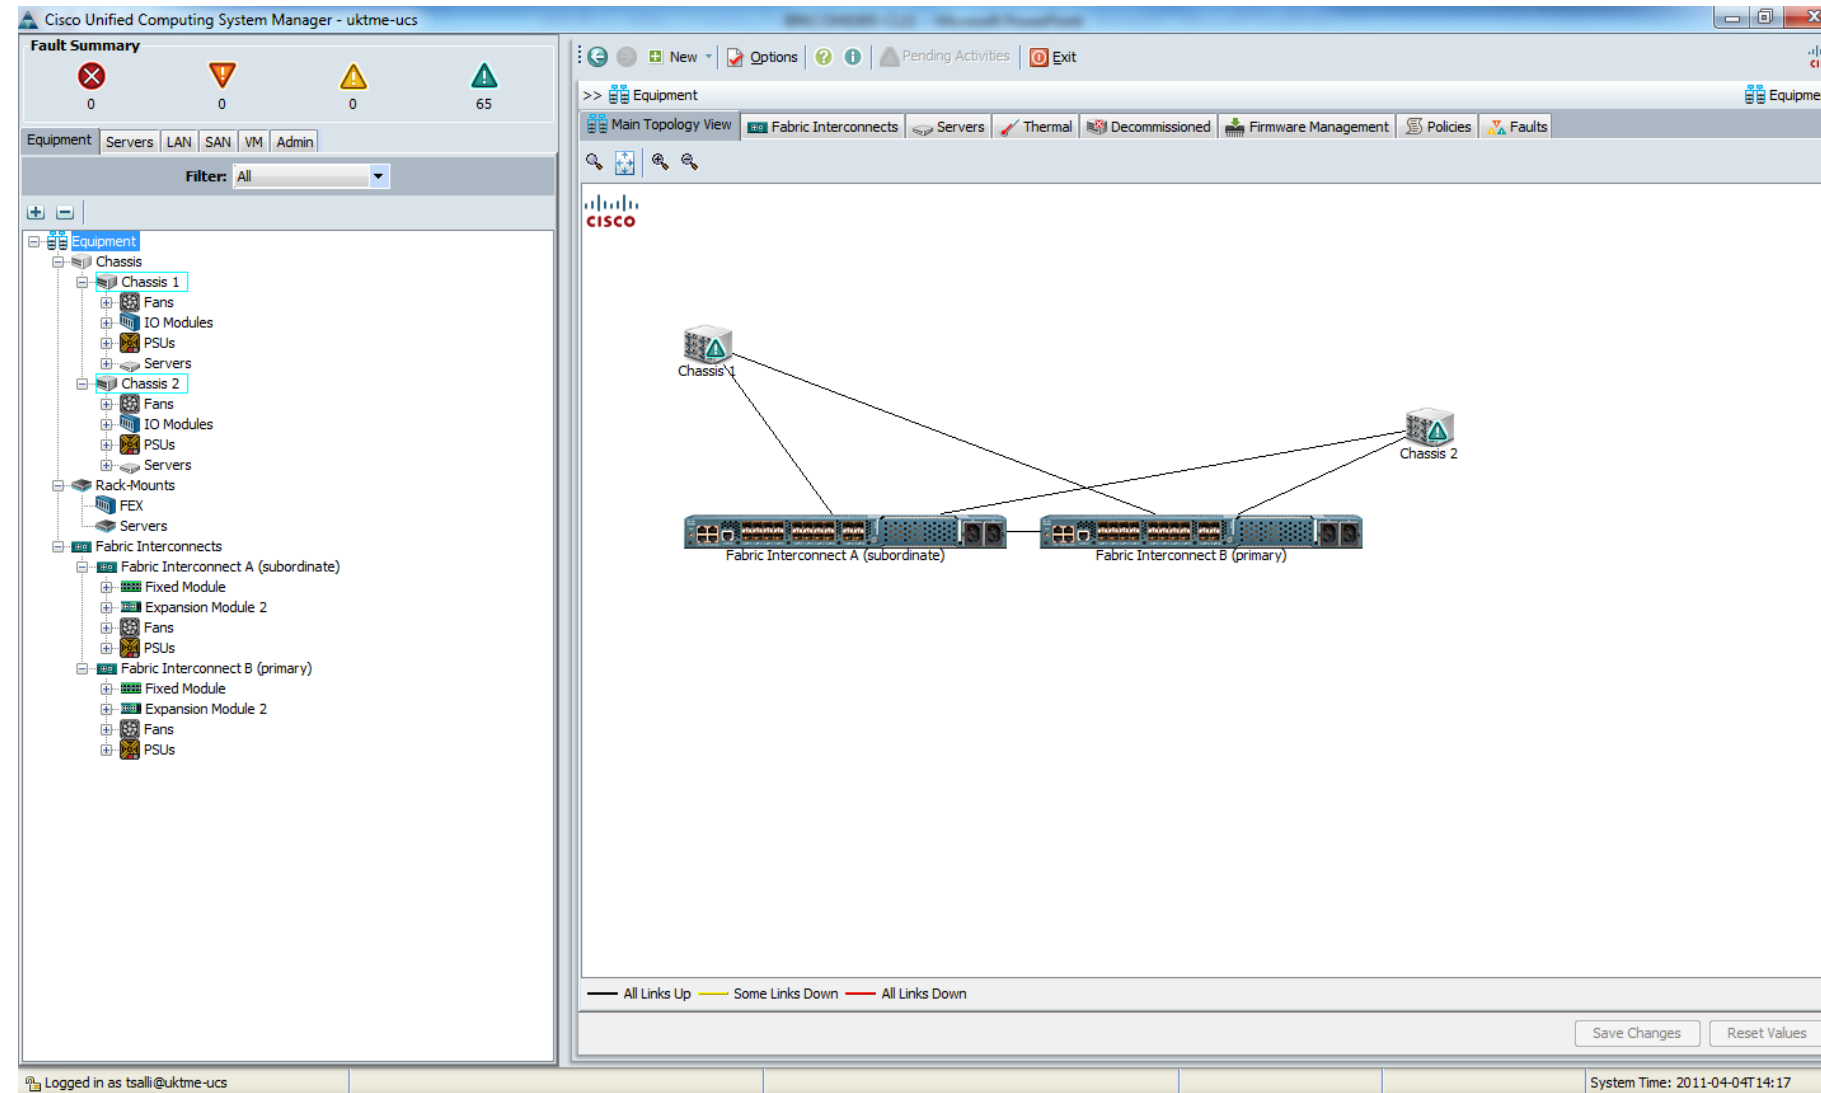 Cisco Unified Computing System Manager - uktme-ucs
Fault Summary
0 0 0 65
Equipment Servers LAN SAN VM Admin
Filter: All
Equipment
Chassis
Chassis 1
Fans
IO Modules
PSUs
Servers
Chassis 2
Fans
IO Modules
PSUs
Servers
Rack-Mounts
FEX
Servers
Fabric Interconnects
Fabric Interconnect A (subordinate)
Fixed Module
Expansion Module 2
Fans
PSUs
Fabric Interconnect B (primary)
Fixed Module
Expansion Module 2
Fans
PSUs
New Options Pending Activities Exit
>> Equipment Equipme
Main Topology View Fabric Interconnects Servers Thermal Decommissioned Firmware Management Policies Faults
CISCO
Chassis 1
Chassis 2
Fabric Interconnect A (subordinate) Fabric Interconnect B (primary)
All Links Up Some Links Down All Links Down
Save Changes Reset Values
Logged in as tsalli@uktme-ucs System Time: 2011-04-04T14:17